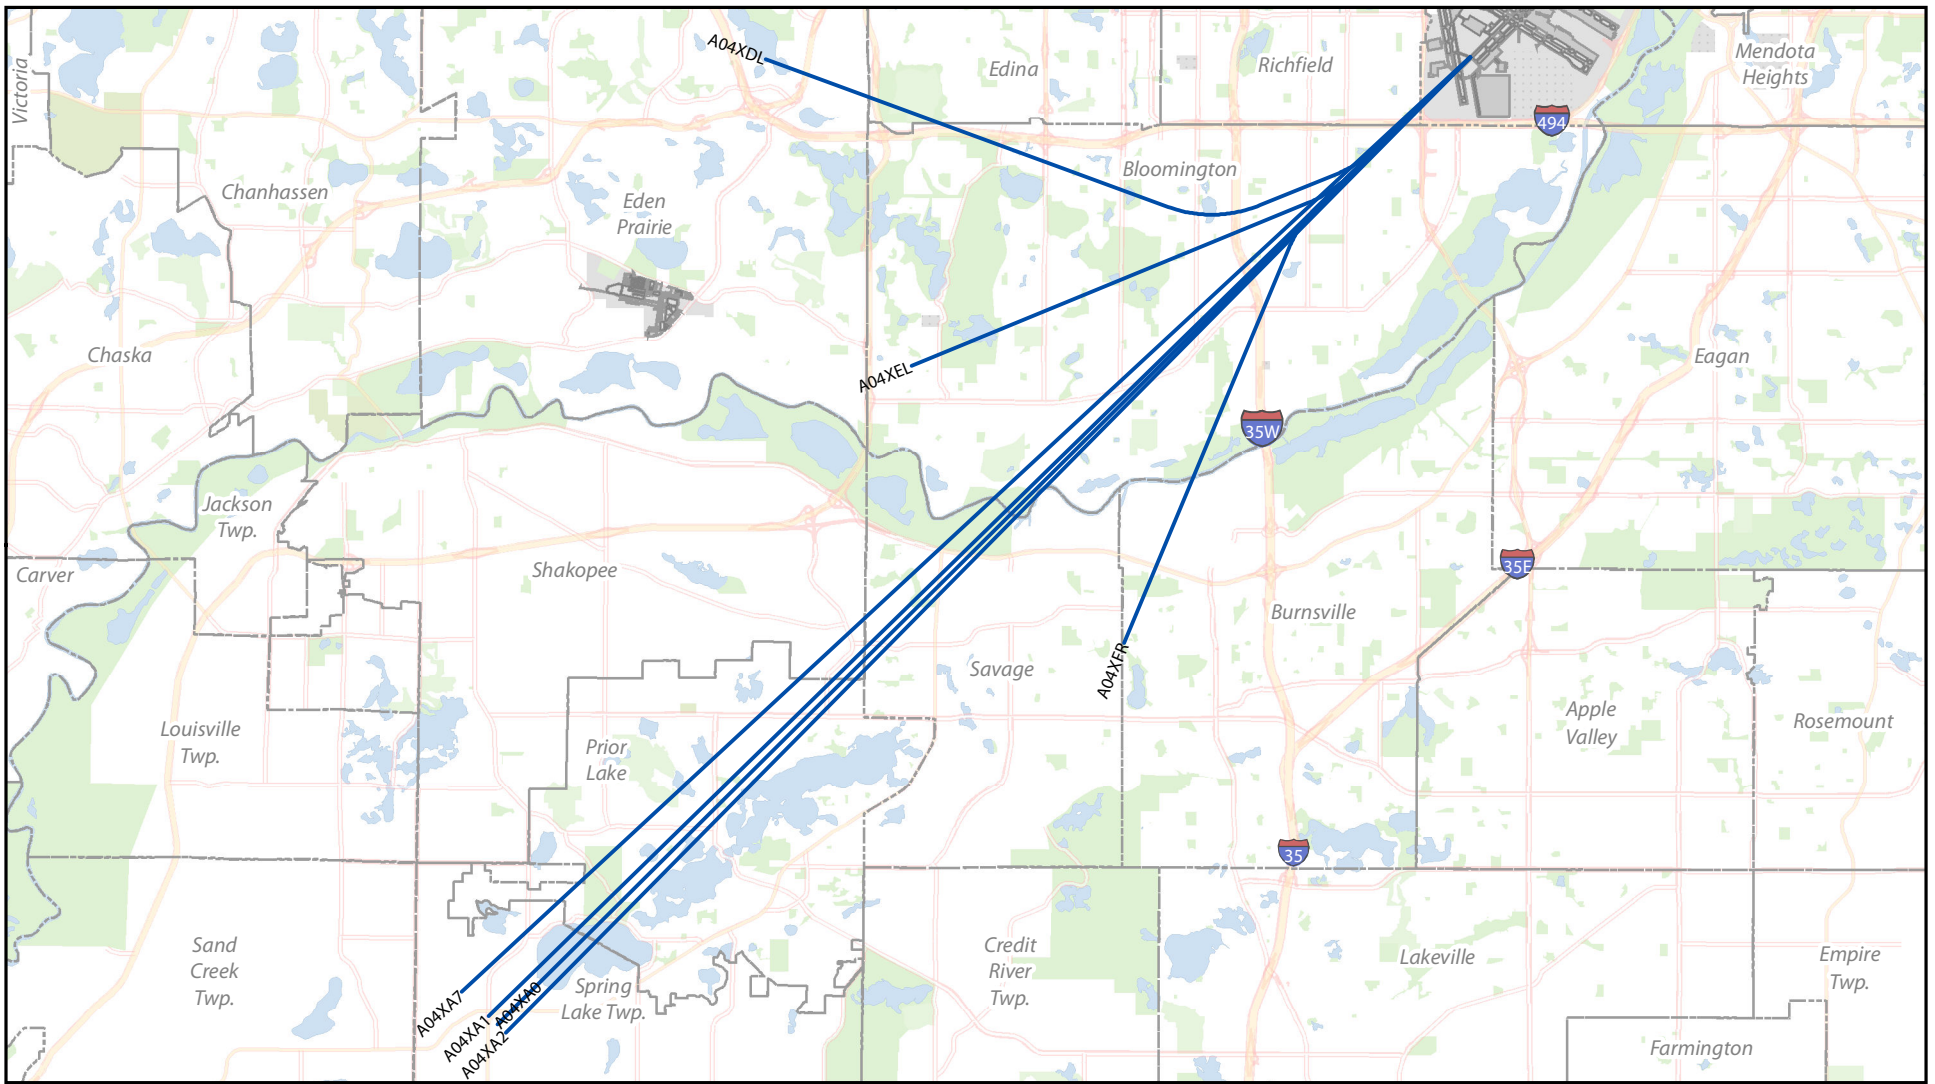 A04XDL
Edina
Richfield
Mendota
Heights
Victoria
494
Bloomington
Chanhassen
Eden
Prairie
Chaska
A04XEL
Eagan
35W
Jackson
Twp.
Carver
Shakopee
35E
Burnsville
Savage
A04XFR
Louisville
Twp.
Prior
Lake
Apple
Valley
Rosemount
35
Sand
Creek
Twp.
Credit
River
Twp.
Lakeville
Empire
Twp.
Spring
Lake Twp.
A04XA7
A04XA1
A04XA0
A04XA2
Farmington